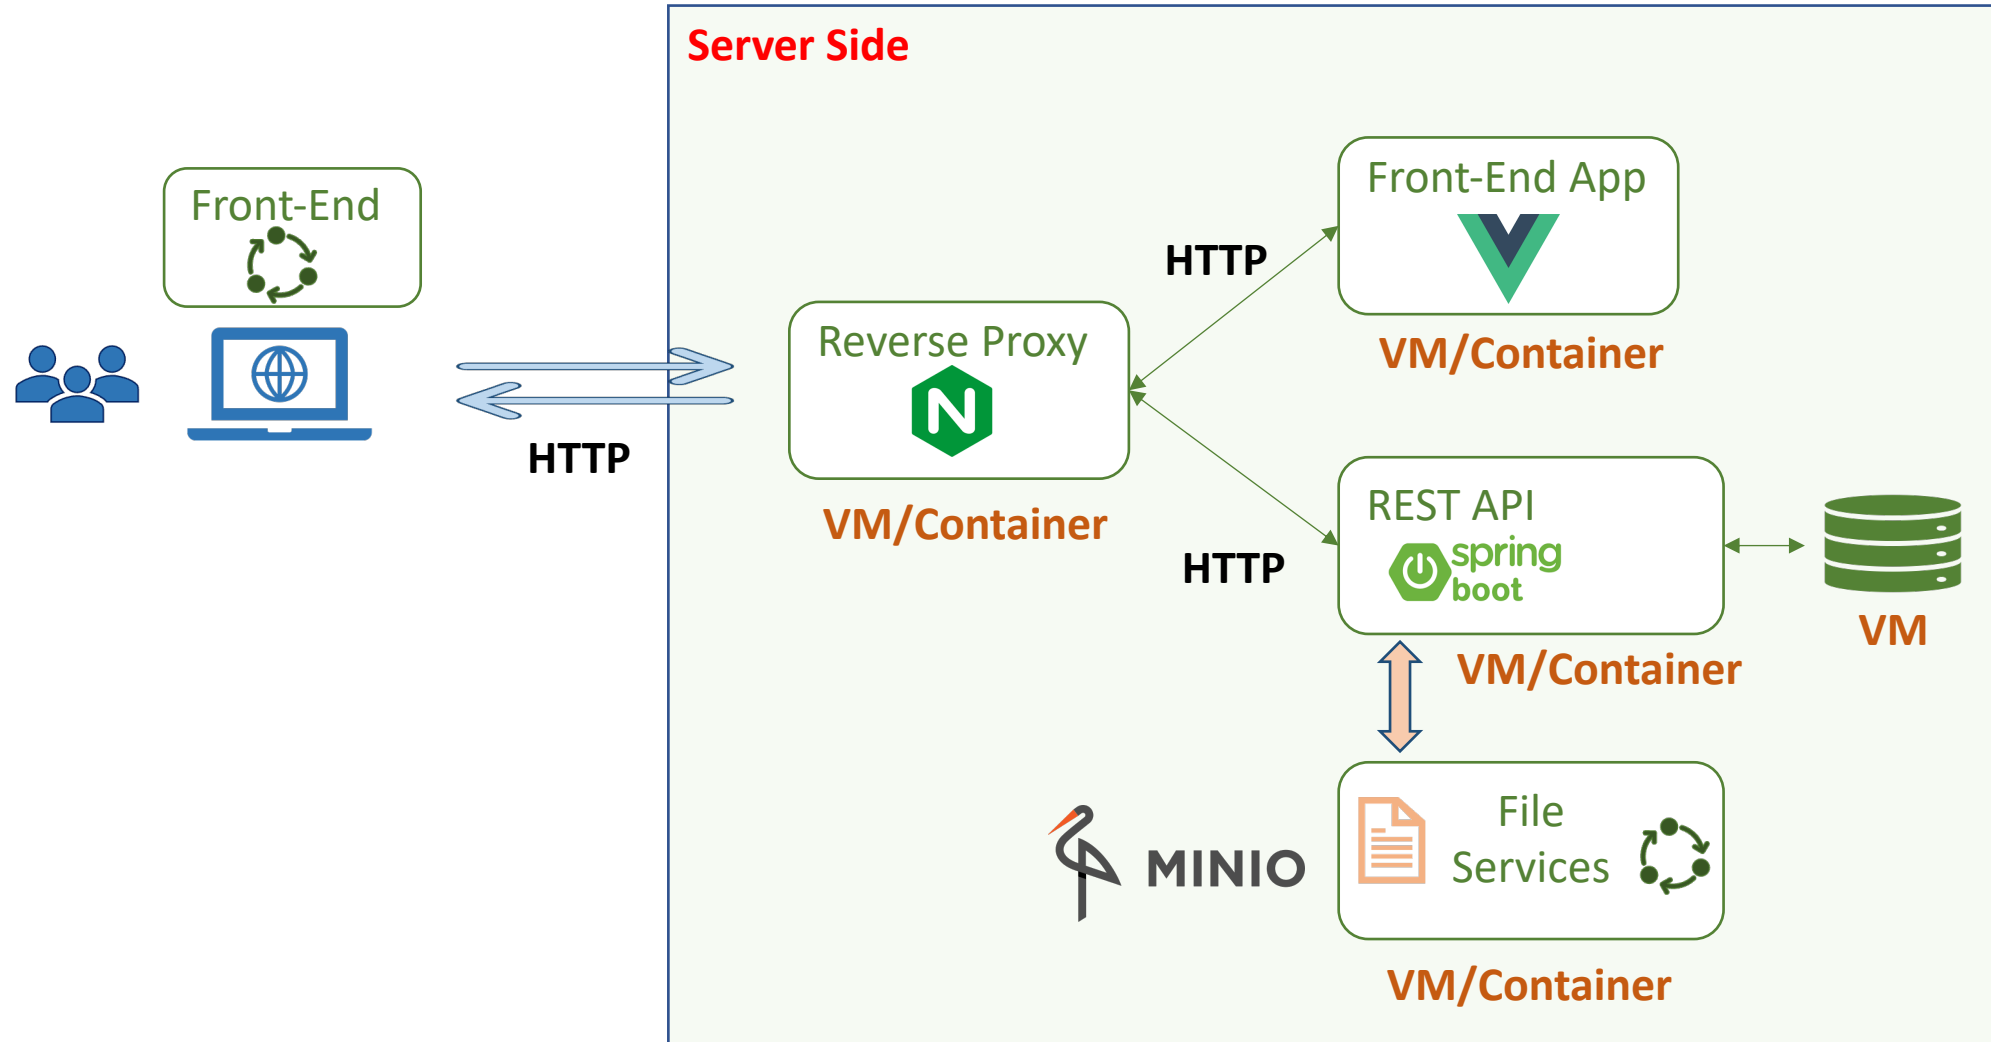 Server Side
Front-End
Front-End App
HTTP
VM/Container
Reverse Proxy
HTTP
VM/Container
REST API
spring
boot
HTTP
VM
VM/Container
File
Services
MINIO
VM/Container